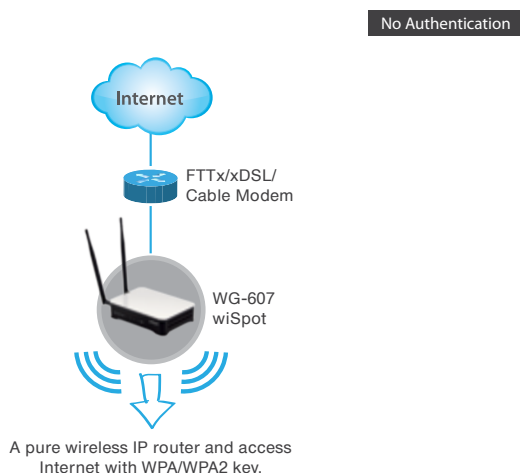 No Authentication
Internet
FTTx/xDSL/
Cable Modem
WG-607
wiSpot
A pure wireless IP router and access
Internet with WPA/WPA2 key.